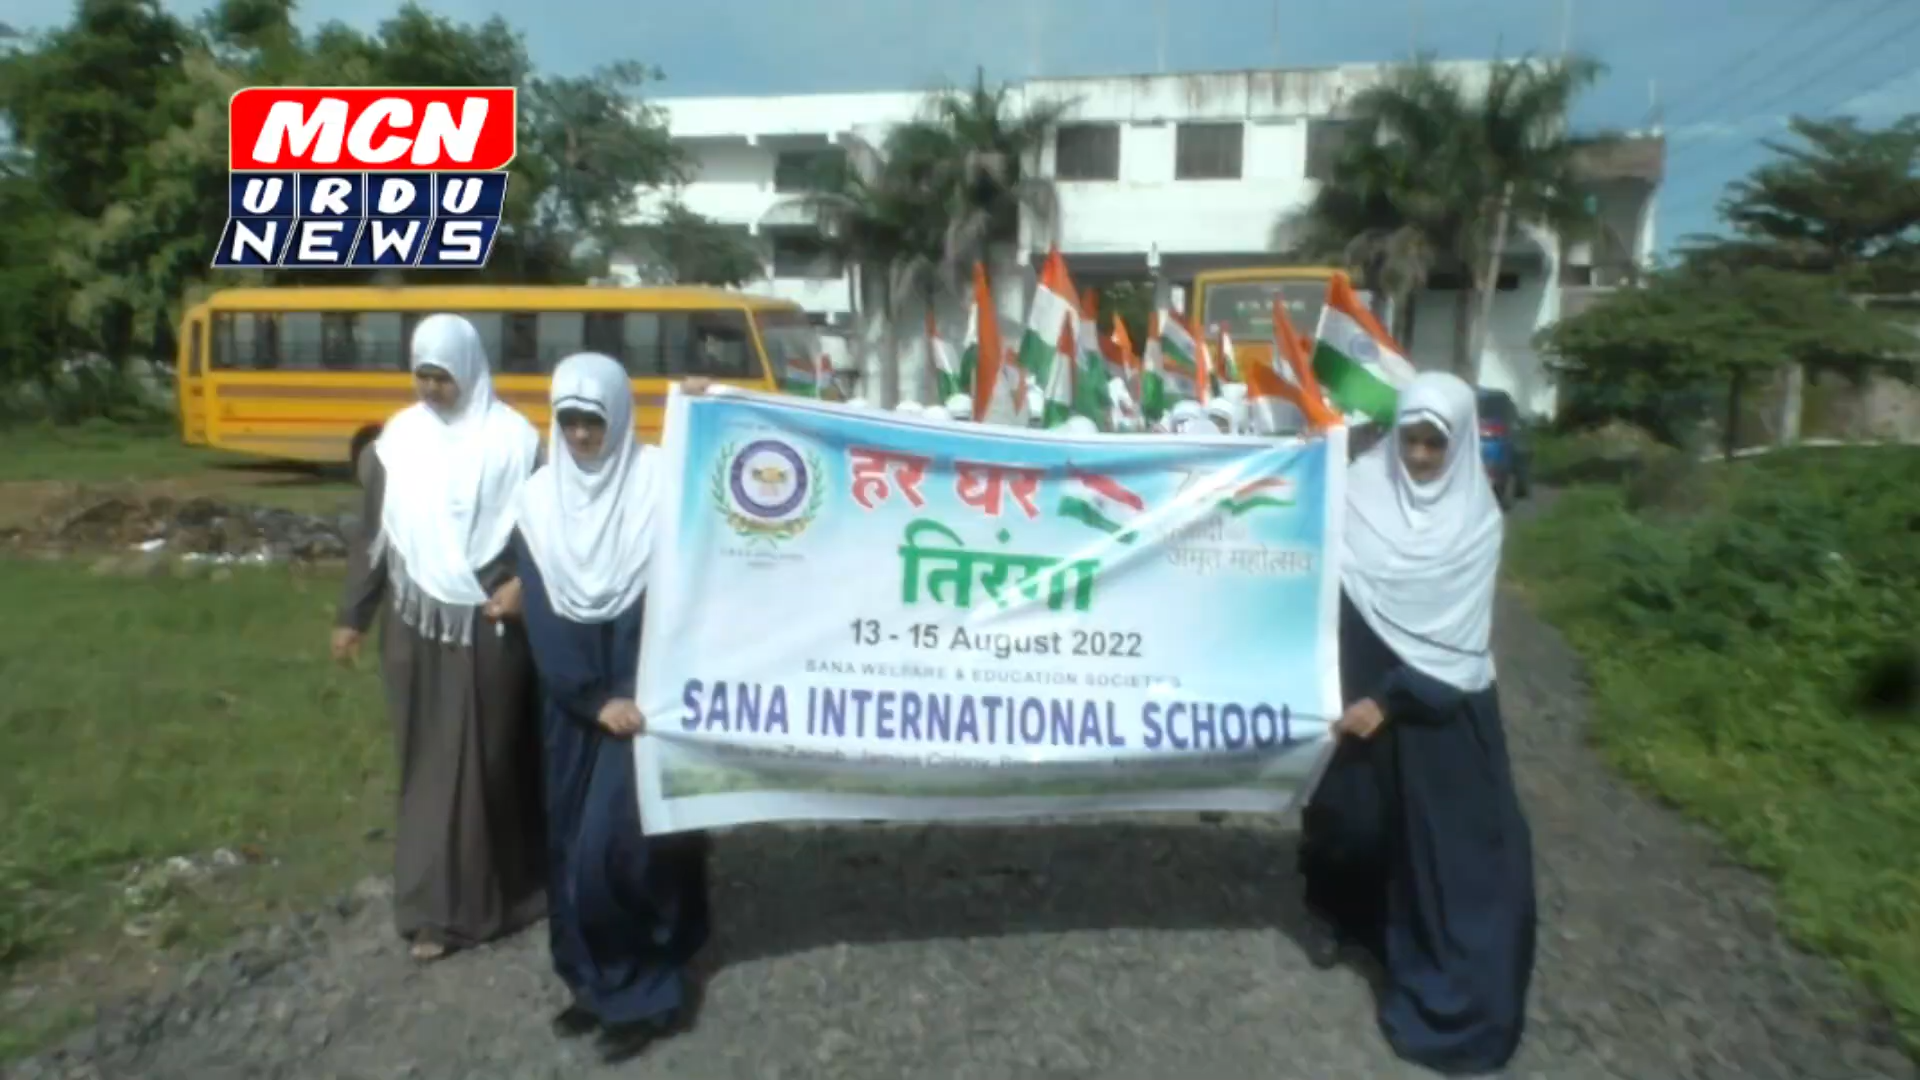 MCN
URDU
NEWS
हर घर
तिरंगा
अमृत महोत्सव
13 - 15 August 2022
SANA WELFARE & EDUCATION SOCIETY'S
SANA INTERNATIONAL SCHOOL
Colony